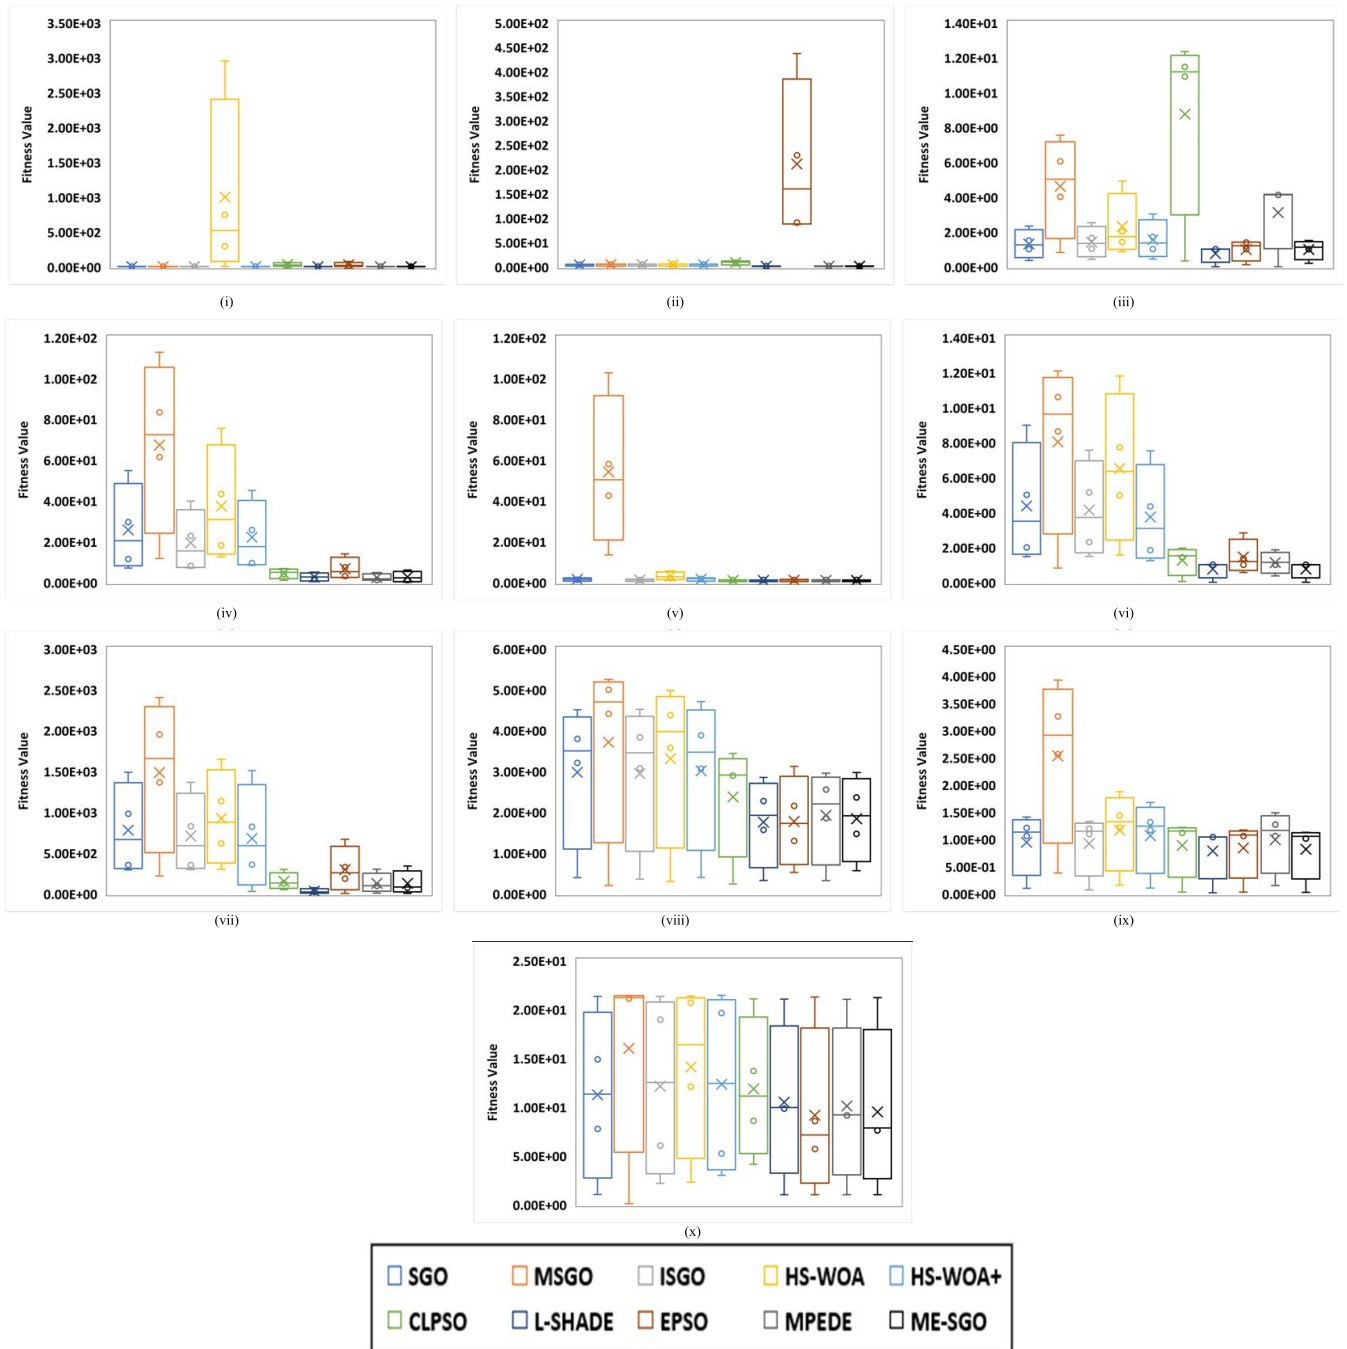 3.50E+03
3.00E+03
2.50E+03
2.00E+03
1.50E+03
1.00E+03
5.00E+02
0.00E+00
Fitness Value
(i)
5.00E+02
4.50E+02
4.00E+02
3.50E+02
3.00E+02
2.50E+02
2.00E+02
1.50E+02
1.00E+02
5.00E+01
0.00E+00
Fitness Value
(ii)
1.40E+01
1.20E+01
1.00E+01
8.00E+00
6.00E+00
4.00E+00
2.00E+00
0.00E+00
Fitness Value
(iii)
1.20E+02
1.00E+02
8.00E+01
6.00E+01
4.00E+01
2.00E+01
0.00E+00
Fitness Value
(iv)
1.20E+02
1.00E+02
8.00E+01
6.00E+01
4.00E+01
2.00E+01
0.00E+00
Fitness Value
(v)
1.40E+01
1.20E+01
1.00E+01
8.00E+00
6.00E+00
4.00E+00
2.00E+00
0.00E+00
Fitness Value
(vi)
3.00E+03
2.50E+03
2.00E+03
1.50E+03
1.00E+03
5.00E+02
0.00E+00
Fitness Value
(vii)
6.00E+00
5.00E+00
4.00E+00
3.00E+00
2.00E+00
1.00E+00
0.00E+00
Fitness Value
(viii)
4.50E+00
4.00E+00
3.50E+00
3.00E+00
2.50E+00
2.00E+00
1.50E+00
1.00E+00
5.00E-01
0.00E+00
Fitness Value
(ix)
2.50E+01
2.00E+01
1.50E+01
1.00E+01
5.00E+00
0.00E+00
Fitness Value
(x)
SGO MSGO ISGO HS-WOA HS-WOA+
CLPSO L-SHADE EPSO MPEDE ME-SGO